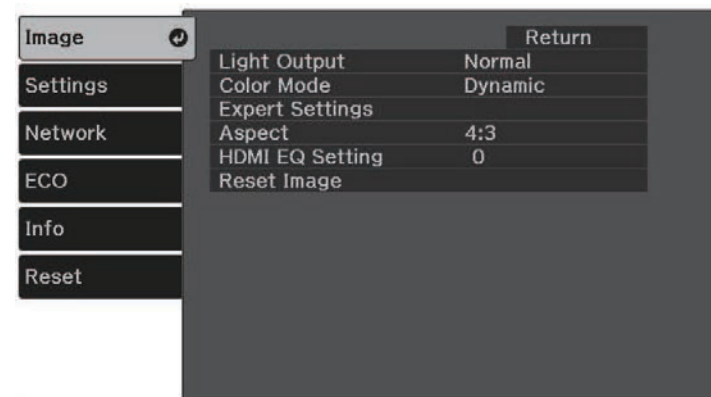 Image
Settings
Network
ECO
Info
Reset
Return
Light Output Normal
Color Mode Dynamic
Expert Settings
Aspect 4:3
HDMI EQ Setting 0
Reset Image